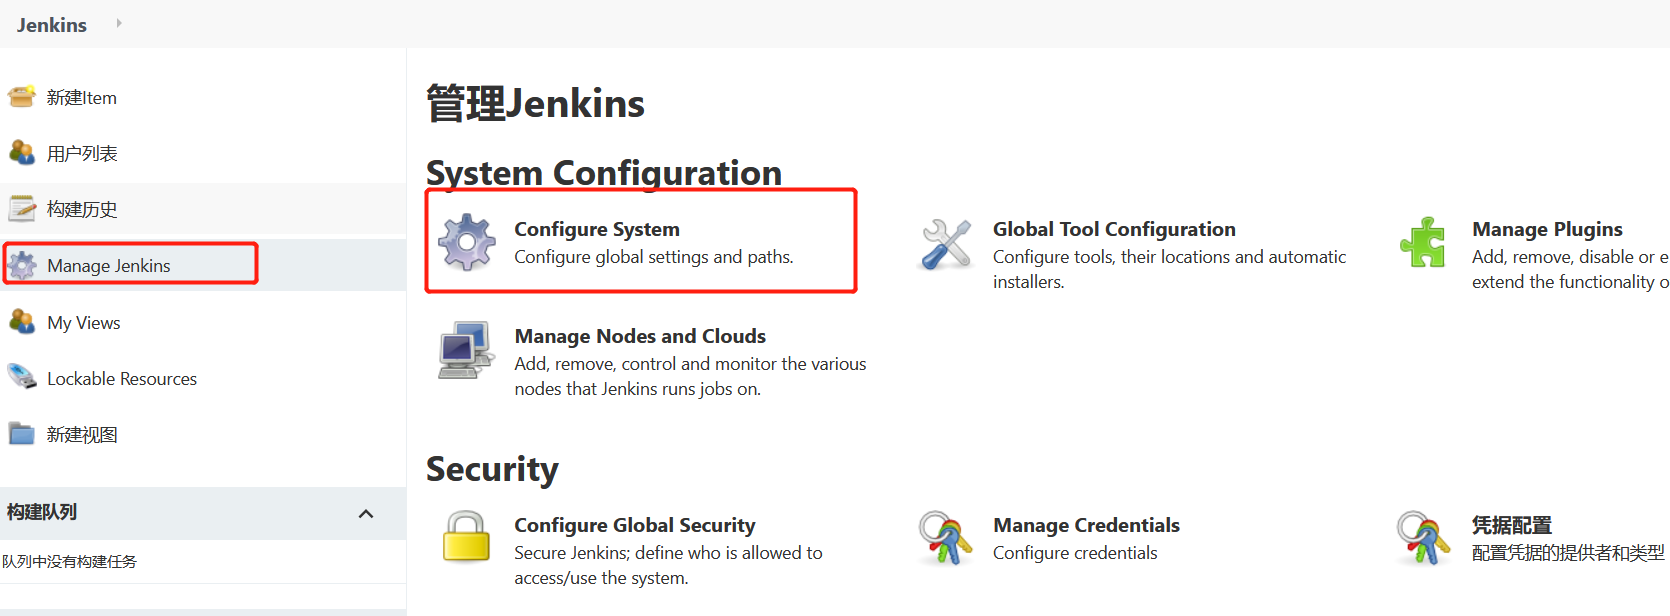 Jenkins
新建Item
用户列表
构建历史
Manage Jenkins
My Views
Lockable Resources
新建视图
构建队列
队列中没有构建任务
管理Jenkins
System Configuration
Configure System
Configure global settings and paths.
Global Tool Configuration
Configure tools, their locations and automatic
installers.
Manage Plugins
Add, remove, disable or e
extend the functionality o
Manage Nodes and Clouds
Add, remove, control and monitor the various
nodes that Jenkins runs jobs on.
Security
Configure Global Security
Secure Jenkins; define who is allowed to
access/use the system.
Manage Credentials
Configure credentials
凭据配置
配置凭据的提供者和类型